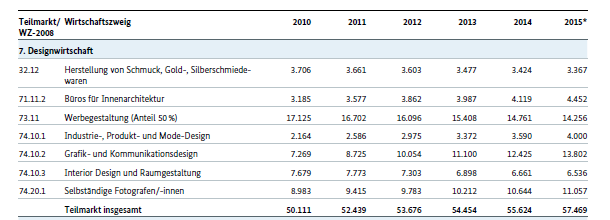 Teilmarkt/ Wirtschaftszweig 2010 2011 2012 2013 2014 2015*
WZ-2008
7. Designwirtschaft
32.12 Herstellung von Schmuck, Gold-, Silberschmiede- 3.706 3.661 3.603 3.477 3.424 3.367
waren
71.11.2 Büros für Innenarchitektur 3.185 3.577 3.862 3.987 4.119 4.452
73.11 Werbegestaltung (Anteil 50 %) 17.125 16.702 16.096 15.408 14.761 14.256
74.10.1 Industrie-, Produkt- und Mode-Design 2.164 2.586 2.975 3.372 3.590 4.000
74.10.2 Grafik- und Kommunikationsdesign 7.269 8.725 10.054 11.100 12.425 13.802
74.10.3 Interior Design und Raumgestaltung 7.679 7.773 7.303 6.898 6.661 6.536
74.20.1 Selbständige Fotografen/-innen 8.983 9.415 9.783 10.212 10.644 11.057
Teilmarkt insgesamt 50.111 52.439 53.676 54.454 55.624 57.469